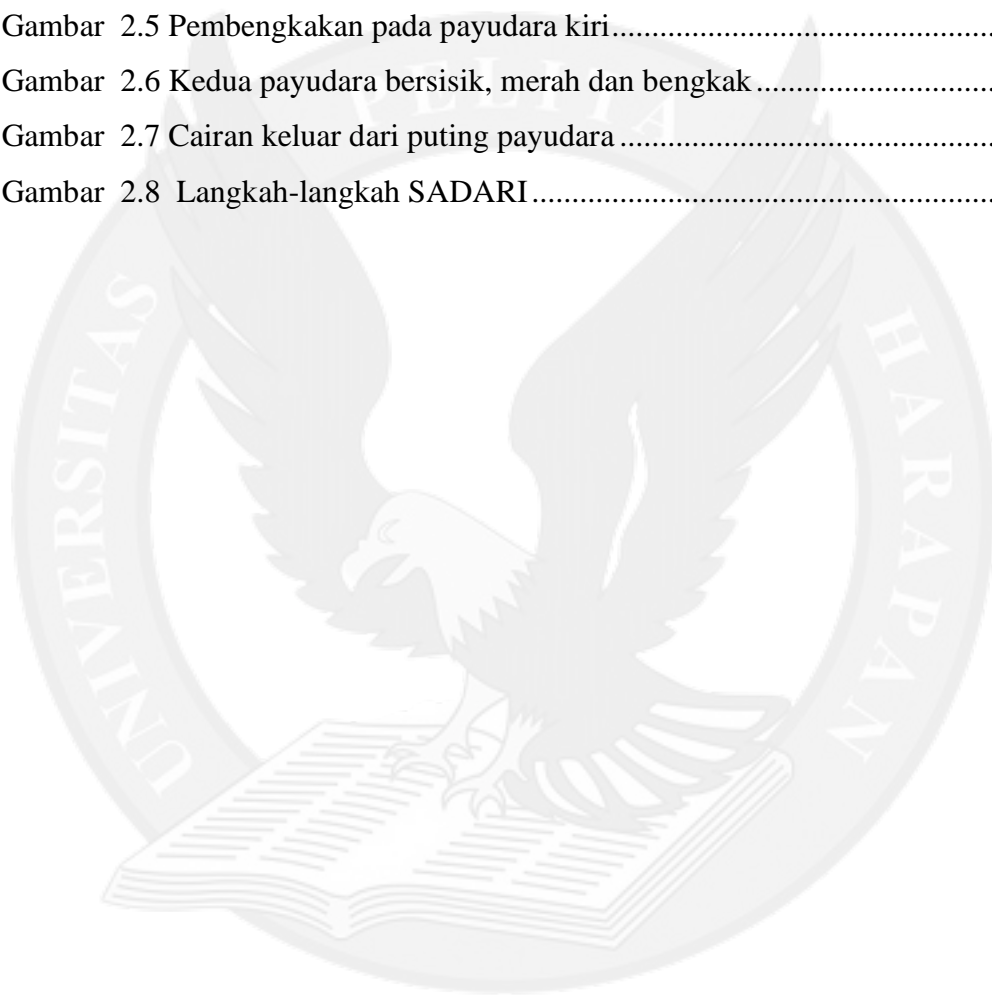 Gambar  2.5 Pembengkakan pada payudara kiri...............................................
Gambar  2.6 Kedua payudara bersisik, merah dan bengkak.............................
Gambar  2.7 Cairan keluar dari puting payudara..............................................
Gambar  2.8  Langkah-langkah SADARI.........................................................
UNIVERSITAS PELITA HARAPAN